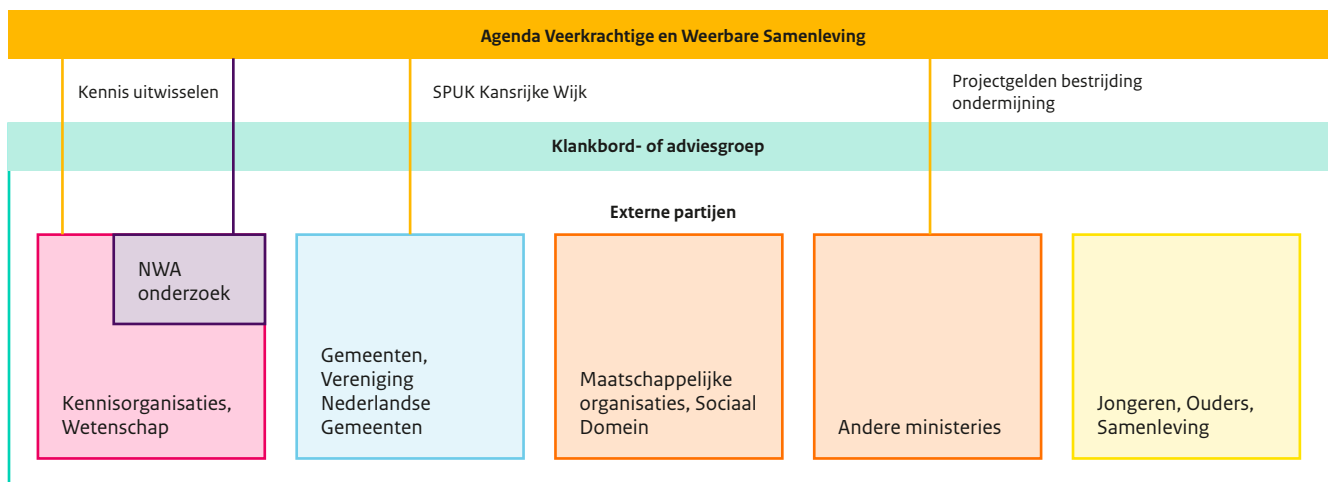 Agenda Veerkrachtige en Weerbare Samenleving
Kennis uitwisselen
SPUK Kansrijke Wijk
Projectgelden bestrijding
ondermijning
Klankbord- of adviesgroep
Externe partijen
NWA
onderzoek
Kennisorganisaties,
Wetenschap
Gemeenten,
Vereniging
Nederlandse
Gemeenten
Maatschappelijke
organisaties, Sociaal
Domein
Andere ministeries
Jongeren, Ouders,
Samenleving